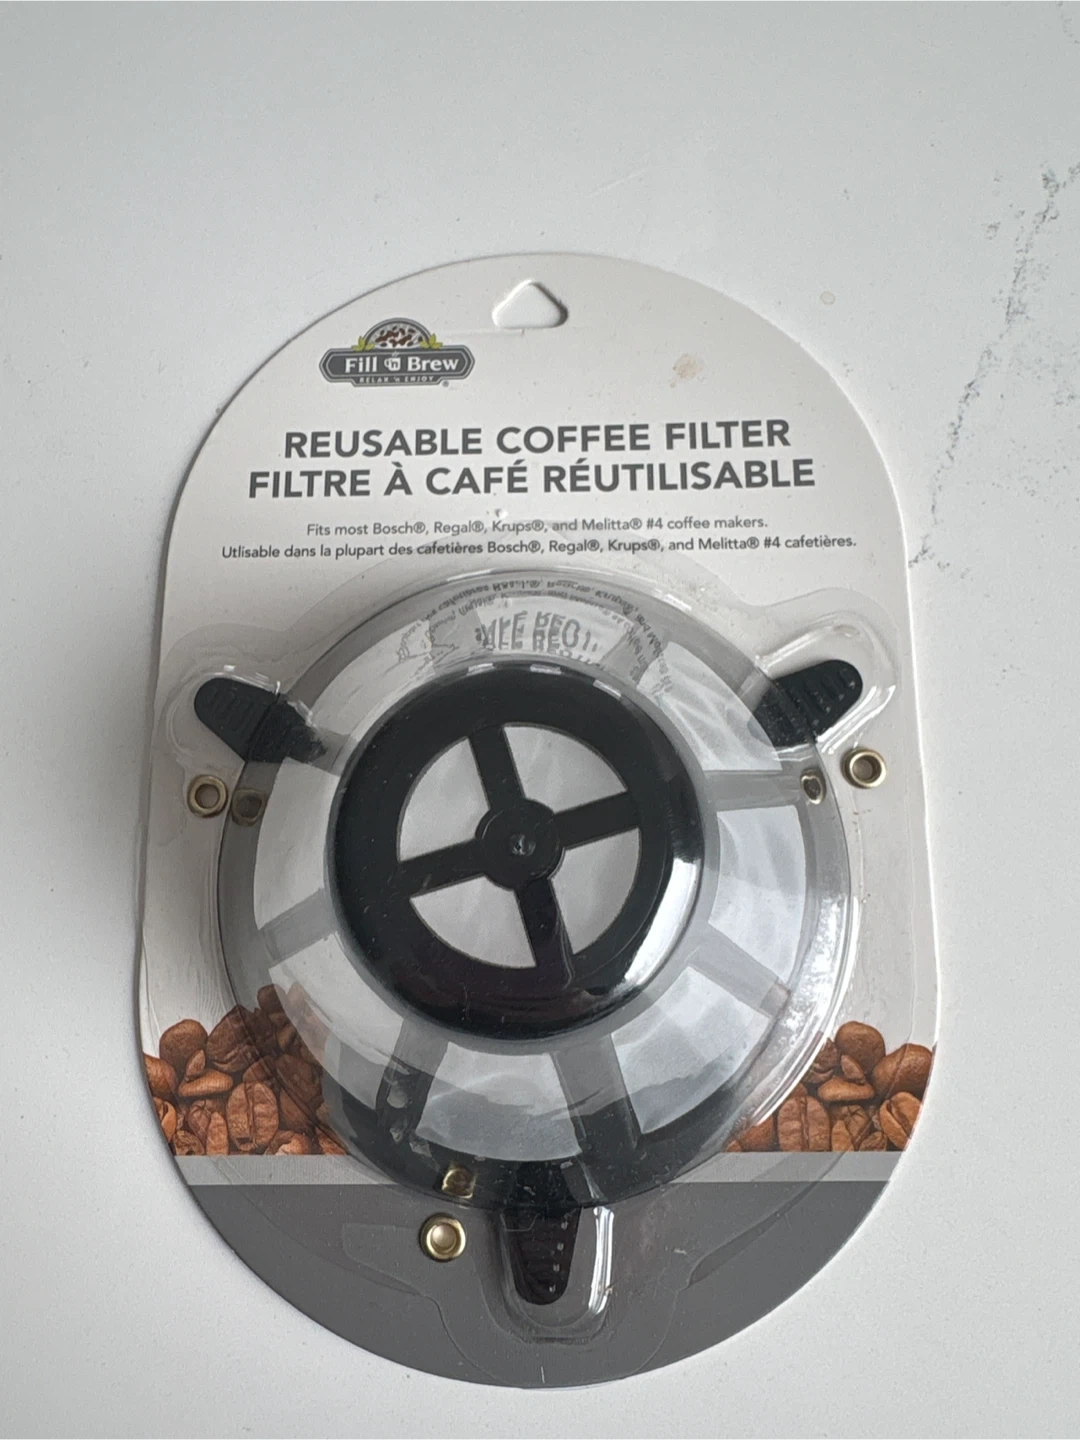 Fill 'n Brew
RELAX 'N ENJOY
REUSABLE COFFEE FILTER
FILTRE À CAFÉ RÉUTILISABLE
Fits most Bosch®, Regal®, Krups®, and Melitta® #4 coffee makers.
Utlisable dans la plupart des cafetières Bosch®, Regal®, Krups®, and Melitta® #4 cafetières.